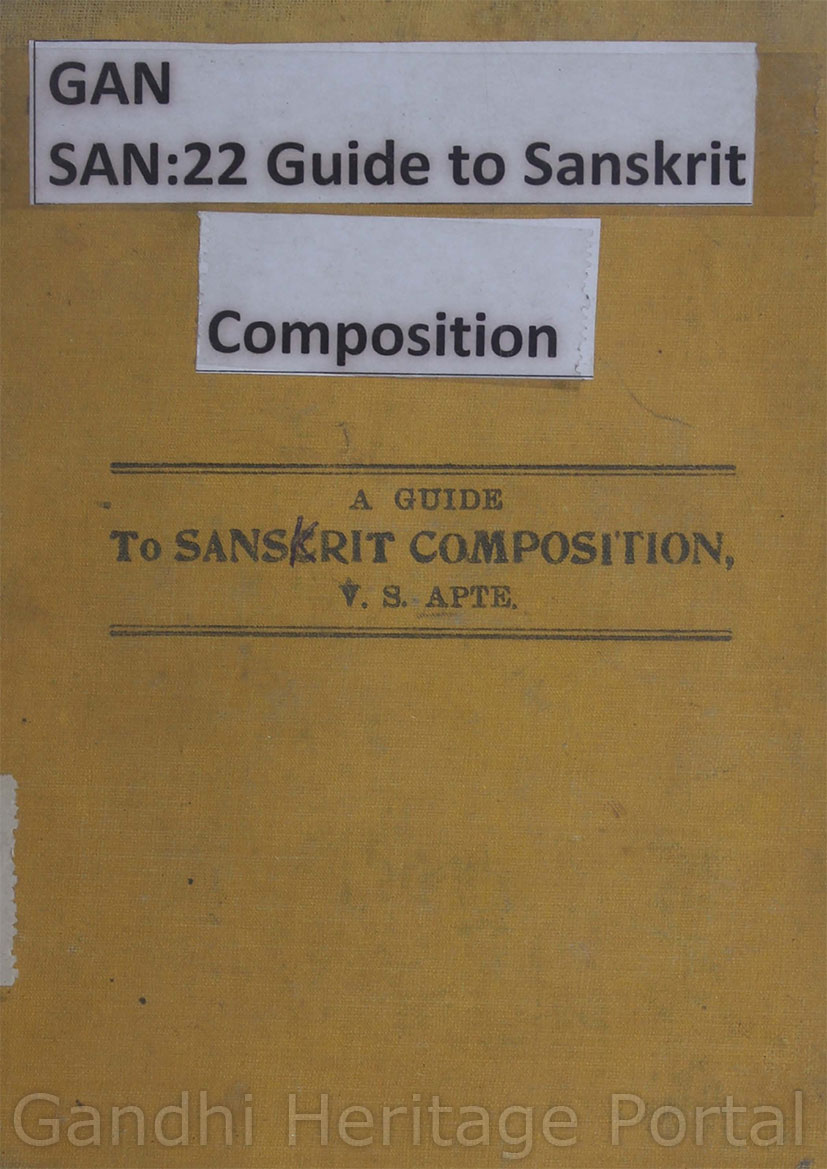 GAN
SAN:22 Guide to Sanskrit
Composition
A GUIDE
TO SANSKRIT COMPOSITION,
V. S. APTE.
Gandhi Heritage Portal